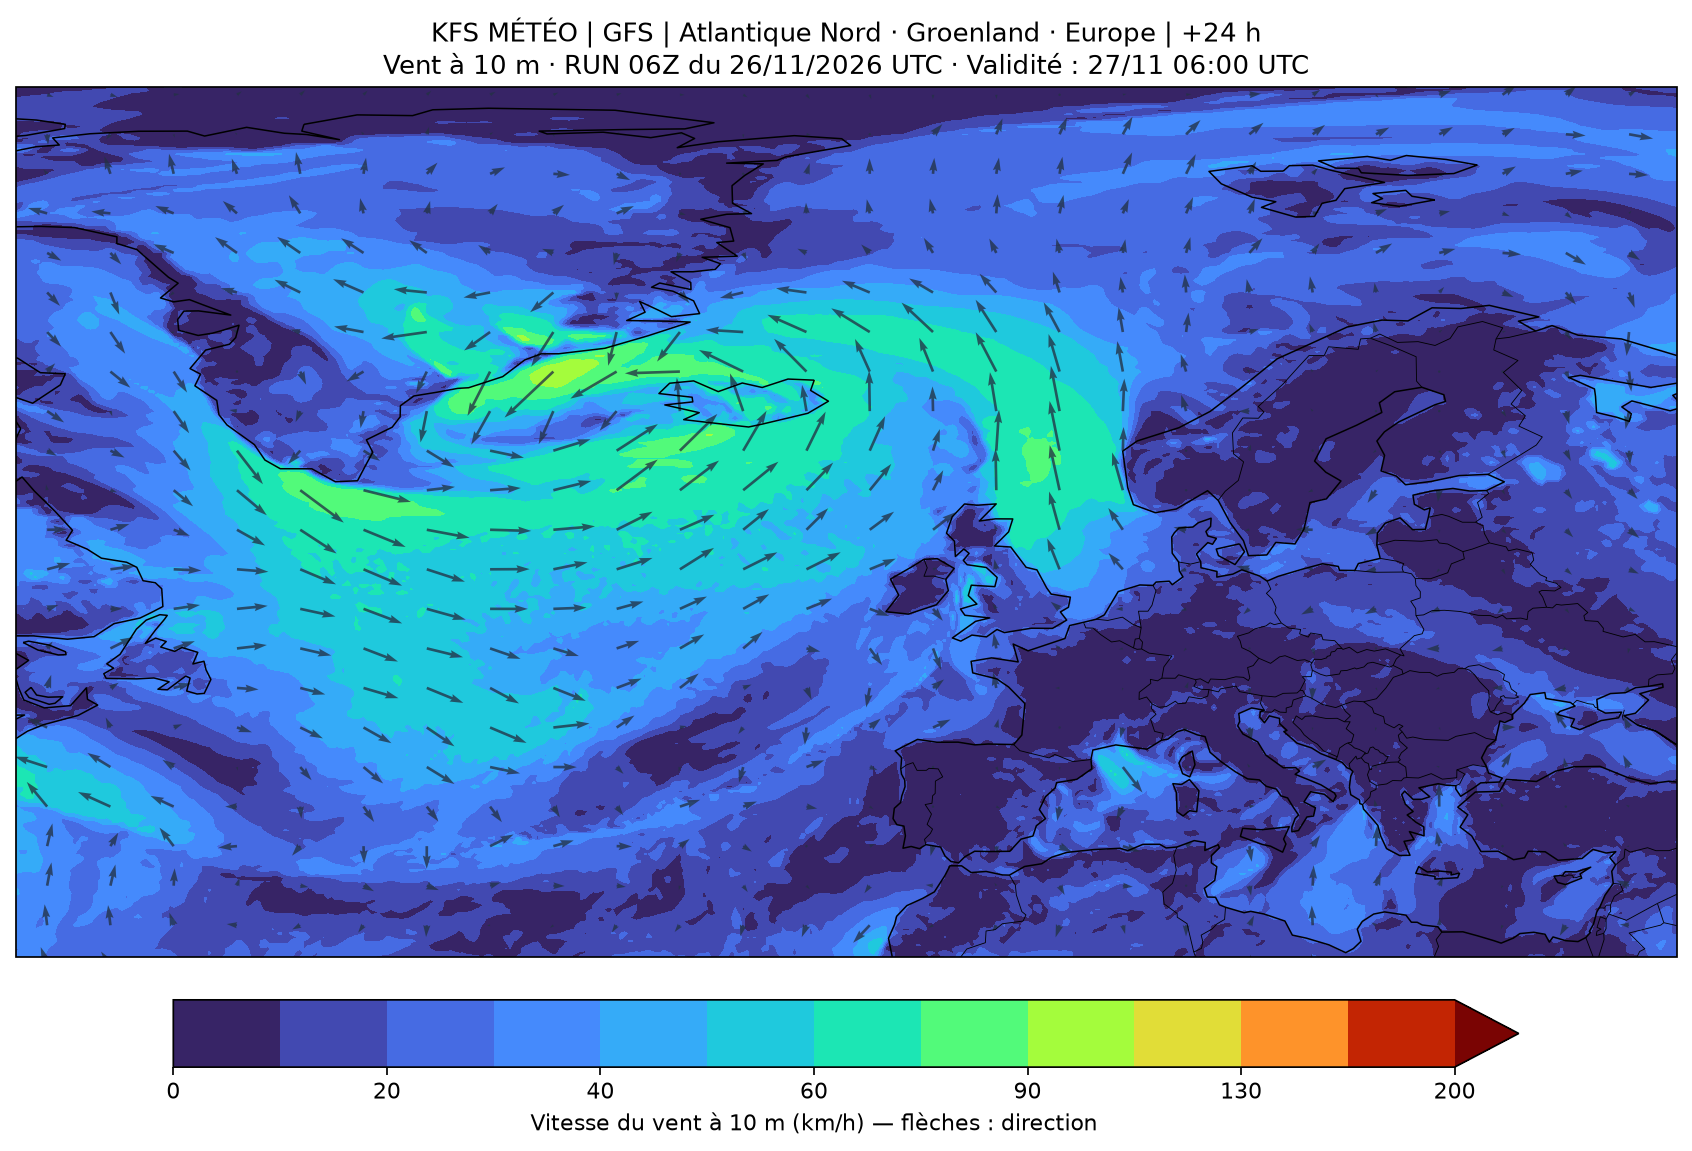 KFS MÉTÉO | GFS | Atlantique Nord · Groenland · Europe | +24 h
Vent à 10 m · RUN 06Z du 26/11/2026 UTC · Validité : 27/11 06:00 UTC
0 20 40 60 90 130 200
Vitesse du vent à 10 m (km/h) — flèches : direction